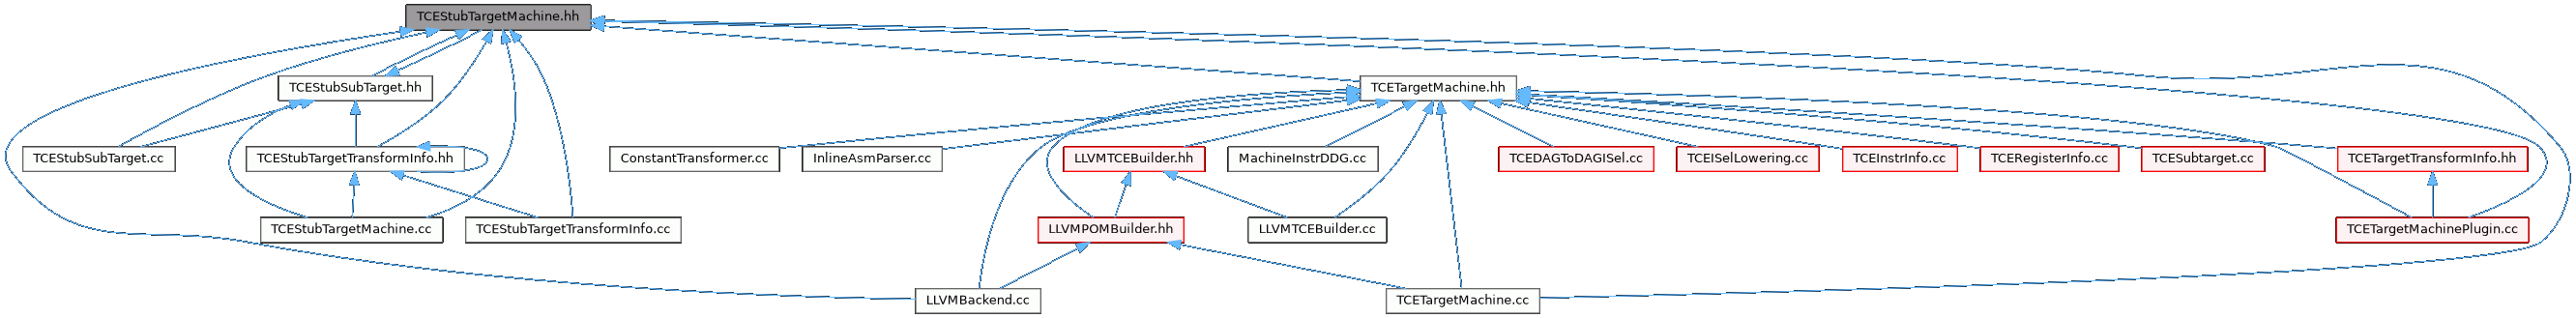 TCEStubTargetMachine.hh
TCEStubSubTarget.hh
TCETargetMachine.hh
TCEStubSubTarget.cc
TCEStubTargetTransformInfo.hh
ConstantTransformer.cc
InlineAsmParser.cc
LLVMTCEBuilder.hh
MachineInstrDDG.cc
TCEDAGToDAGISel.cc
TCEISelLowering.cc
TCEInstrInfo.cc
TCERegisterInfo.cc
TCESubtarget.cc
TCETargetTransformInfo.hh
TCEStubTargetMachine.cc
TCEStubTargetTransformInfo.cc
LLVMPOMBuilder.hh
LLVMTCEBuilder.cc
TCETargetMachinePlugin.cc
LLVMBackend.cc
TCETargetMachine.cc